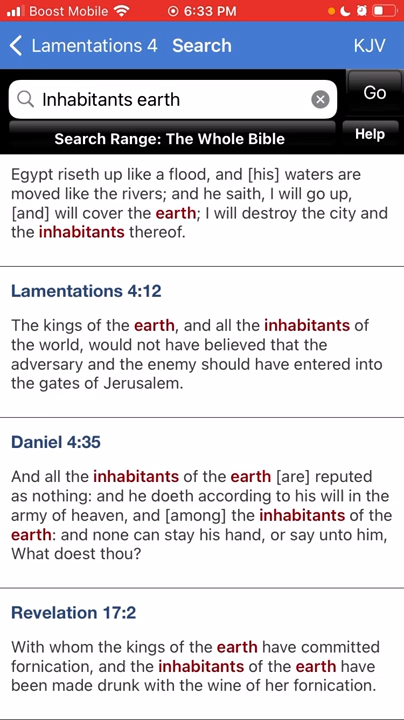 Boost Mobile 6:33 PM
Lamentations 4 Search KJV
Inhabitants earth Go
Search Range: The Whole Bible Help
Egypt riseth up like a flood, and [his] waters are
moved like the rivers; and he saith, I will go up,
[and] will cover the earth; I will destroy the city and
the inhabitants thereof.
Lamentations 4:12
The kings of the earth, and all the inhabitants of
the world, would not have believed that the
adversary and the enemy should have entered into
the gates of Jerusalem.
Daniel 4:35
And all the inhabitants of the earth [are] reputed
as nothing: and he doeth according to his will in the
army of heaven, and [among] the inhabitants of the
earth: and none can stay his hand, or say unto him,
What doest thou?
Revelation 17:2
With whom the kings of the earth have committed
fornication, and the inhabitants of the earth have
been made drunk with the wine of her fornication.